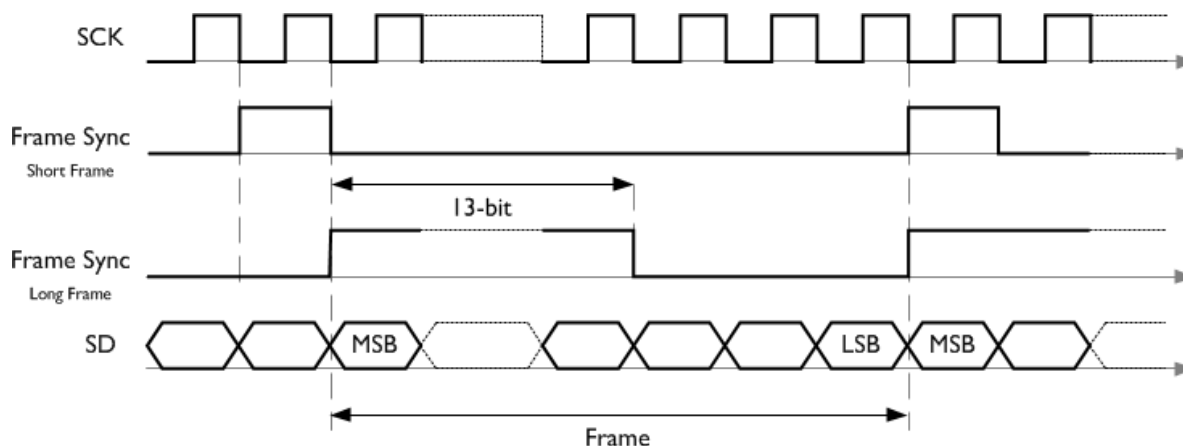 SCK
Frame Sync
Short Frame
13-bit
Frame Sync
Long Frame
SD
MSB
LSB
MSB
Frame